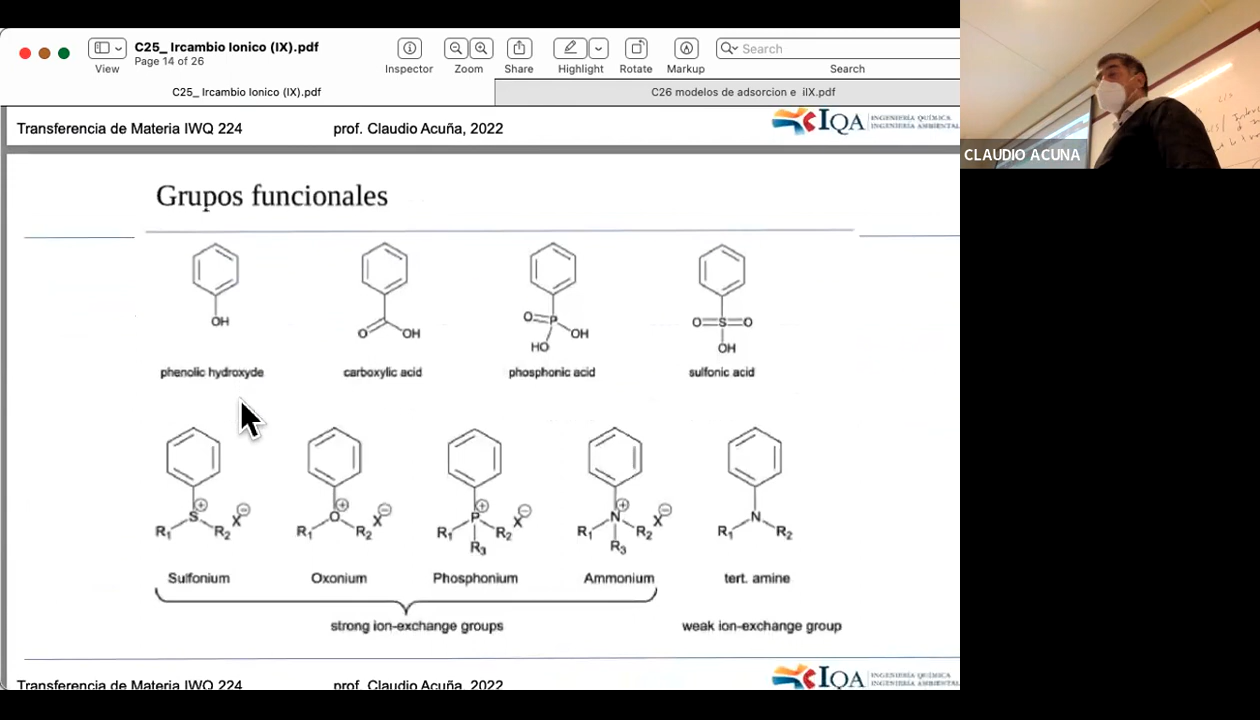 C25_ Ircambio Ionico (IX).pdf
Page 14 of 26
View
Inspector
Zoom
Share
Highlight
Rotate
Markup
Search
Search
C25_ Ircambio Ionico (IX).pdf
C26 modelos de adsorcion e iIX.pdf
Transferencia de Materia IWQ 224
prof. Claudio Acuña, 2022
IQA
INGENIERÍA QUÍMICA
INGENIERÍA AMBIENTAL
CLAUDIO ACUNA
Grupos funcionales
OH
O OH
O=P OH
HO
O=S=O
OH
phenolic hydroxyde
carboxylic acid
phosphonic acid
sulfonic acid
R1 S+ R2 X−
R1 O+ R2 X−
R1 P+ R2 X−
R3
R1 N+ R2 X−
R3
R1 N R2
Sulfonium
Oxonium
Phosphonium
Ammonium
tert. amine
strong ion-exchange groups
weak ion-exchange group
Transferencia de Materia IWQ 224
prof. Claudio Acuña, 2022
IQA
INGENIERÍA QUÍMICA
INGENIERÍA AMBIENTAL